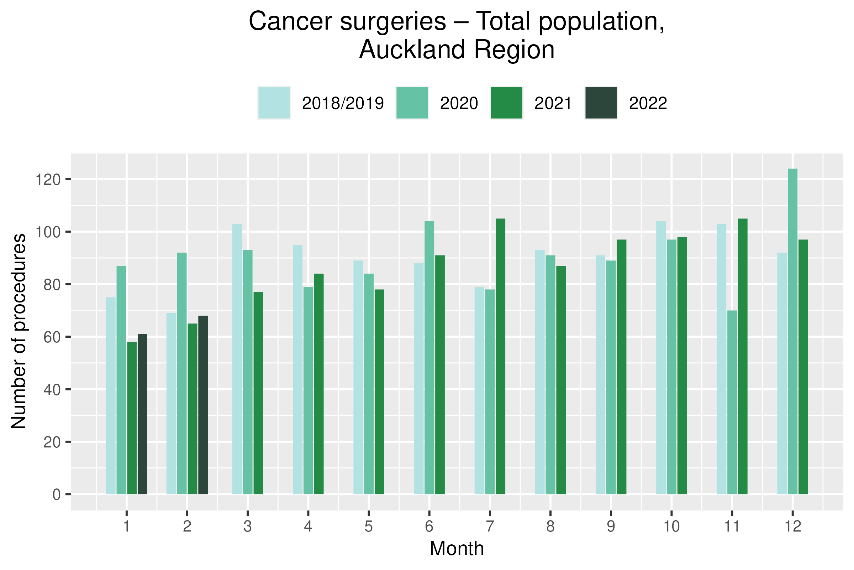 Cancer surgeries – Total population,
Auckland Region
2018/2019 2020 2021 2022
Number of procedures
120
100
80
60
40
20
0
1 2 3 4 5 6 7 8 9 10 11 12
Month